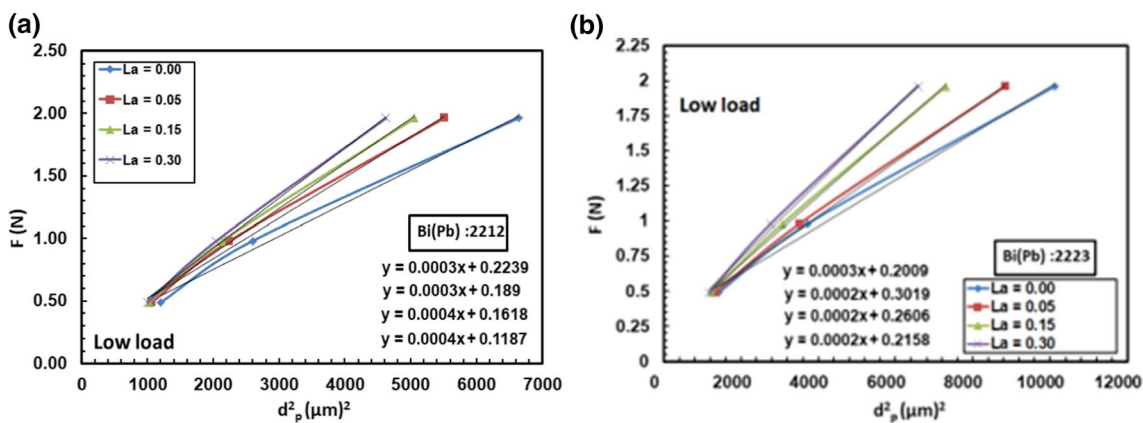 (a)
2.50
2.00
1.50
1.00
0.50
0.00
F (N)
La = 0.00
La = 0.05
La = 0.15
La = 0.30
Bi(Pb) :2212
y = 0.0003x + 0.2239
y = 0.0003x + 0.189
y = 0.0004x + 0.1618
y = 0.0004x + 0.1187
Low load
0 1000 2000 3000 4000 5000 6000 7000
d²ₚ (µm)²
(b)
2.25
2
1.75
1.5
1.25
1
0.75
0.5
0.25
0
F (N)
Low load
Bi(Pb) :2223
y = 0.0003x + 0.2009
y = 0.0002x + 0.3019
y = 0.0002x + 0.2606
y = 0.0002x + 0.2158
La = 0.00
La = 0.05
La = 0.15
La = 0.30
0 2000 4000 6000 8000 10000 12000
d²ₚ (µm)²